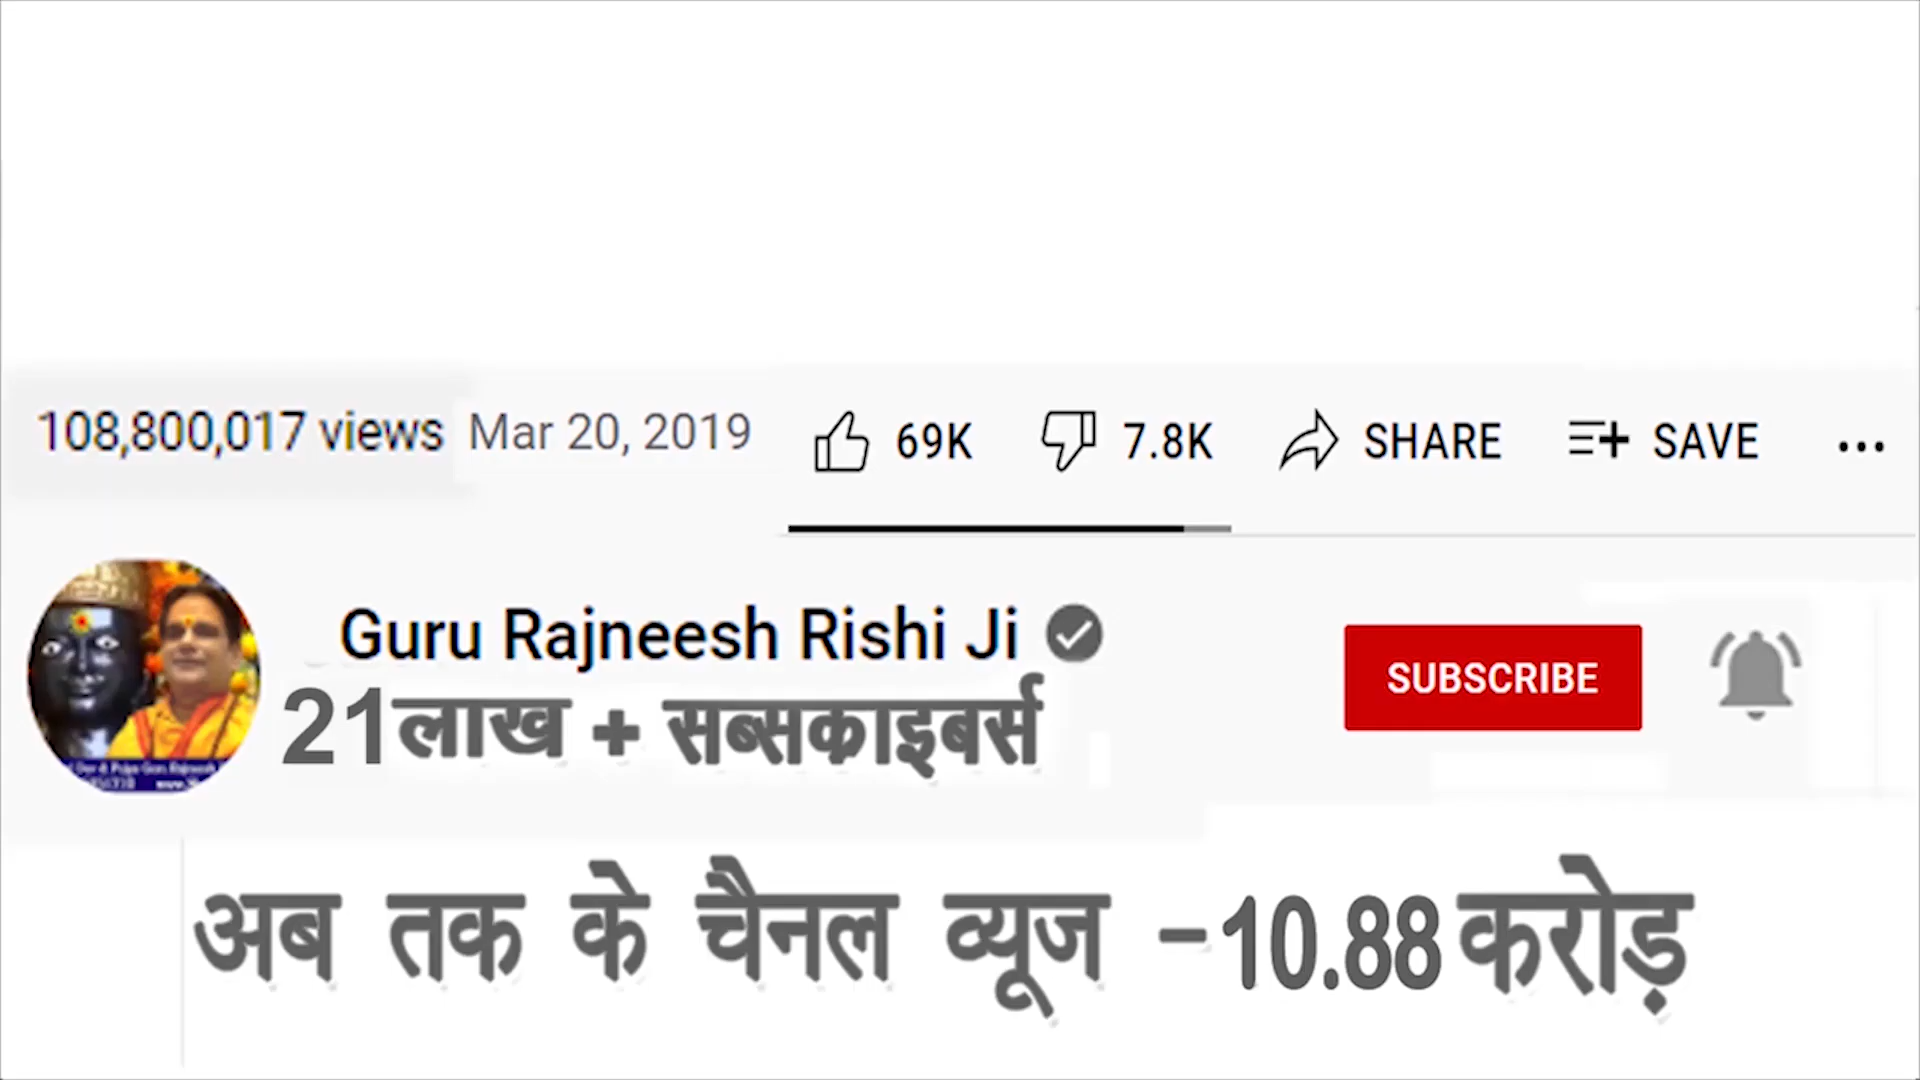 108,800,017 views Mar 20, 2019 69K 7.8K SHARE SAVE
Guru Rajneesh Rishi Ji
21लाख + सब्सकाइबर्स
SUBSCRIBE
अब तक के चैनल व्यूज -10.88 करोड़